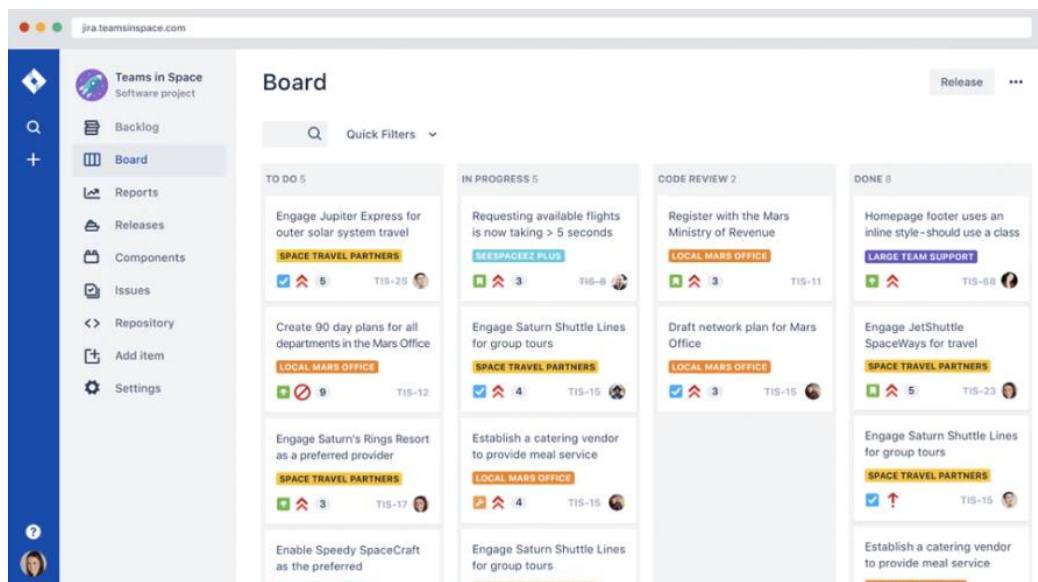 jira.teamsinspace.com
Teams in Space
Software project
Backlog
Board
Reports
Releases
Components
Issues
Repository
Add item
Settings
Board
Release
Quick Filters
TO DO 5
Engage Jupiter Express for
outer solar system travel
SPACE TRAVEL PARTNERS
5 TIS-25
Create 90 day plans for all
departments in the Mars Office
LOCAL MARS OFFICE
9 TIS-12
Engage Saturn's Rings Resort
as a preferred provider
SPACE TRAVEL PARTNERS
3 TIS-17
Enable Speedy SpaceCraft
as the preferred
IN PROGRESS 5
Requesting available flights
is now taking > 5 seconds
SEESPACEEZ PLUS
3 TIS-8
Engage Saturn Shuttle Lines
for group tours
SPACE TRAVEL PARTNERS
4 TIS-15
Establish a catering vendor
to provide meal service
LOCAL MARS OFFICE
4 TIS-15
Engage Saturn Shuttle Lines
for group tours
CODE REVIEW 2
Register with the Mars
Ministry of Revenue
LOCAL MARS OFFICE
3 TIS-11
Draft network plan for Mars
Office
LOCAL MARS OFFICE
3 TIS-15
DONE 8
Homepage footer uses an
inline style-should use a class
LARGE TEAM SUPPORT
TIS-68
Engage JetShuttle
SpaceWays for travel
SPACE TRAVEL PARTNERS
5 TIS-23
Engage Saturn Shuttle Lines
for group tours
SPACE TRAVEL PARTNERS
TIS-15
Establish a catering vendor
to provide meal service
LOCAL MARS OFFICE